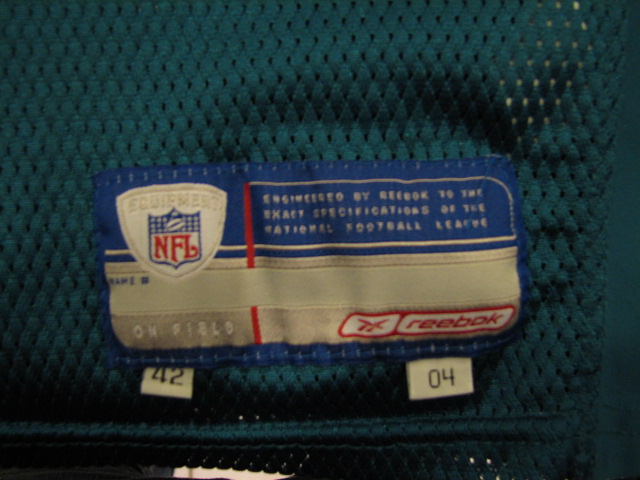 EQUIPMENT
NFL
ENGINEERED BY REEBOK TO THE
EXACT SPECIFICATIONS OF THE
NATIONAL FOOTBALL LEAGUE
NAME #
ON FIELD
Reebok
42
04